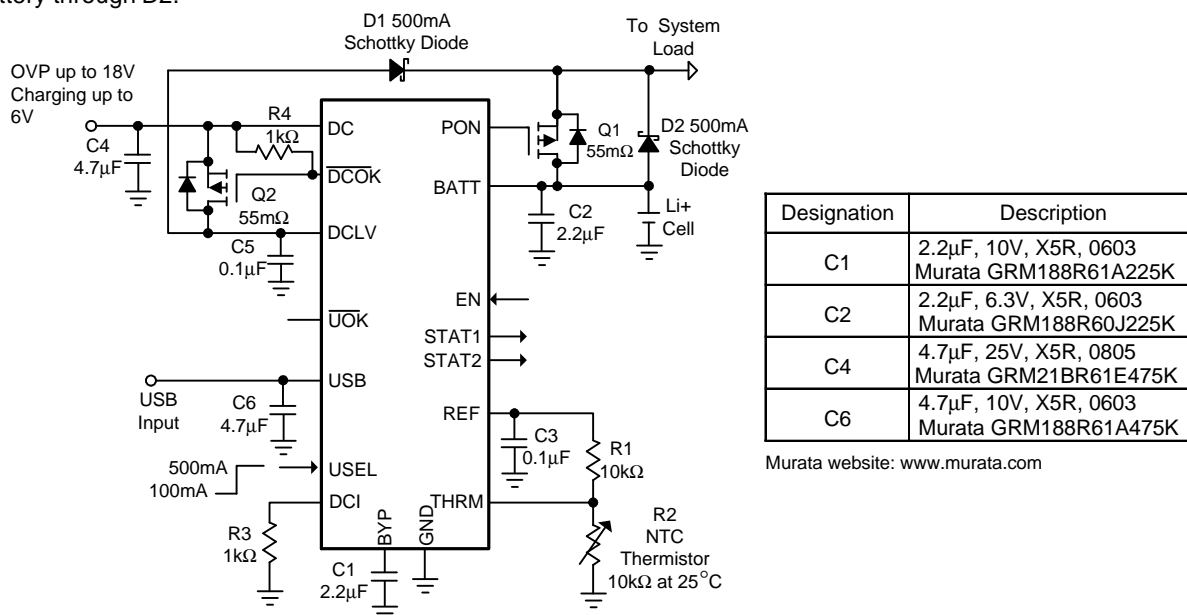 D1 500mA
Schottky Diode
To System
Load
OVP up to 18V
Charging up to
6V
R4
1kΩ
C4
4.7μF
DC
DCOK
Q2
55mΩ
DCLV
C5
0.1μF
UOK
USB
USB
Input
C6
4.7μF
500mA
100mA
USEL
DCI
R3
1kΩ
BYP
GND
C1
2.2μF
PON
BATT
Q1
55mΩ
D2 500mA
Schottky
Diode
C2
2.2μF
Li+
Cell
EN
STAT1
STAT2
REF
C3
0.1μF
R1
10kΩ
THRM
R2
NTC
Thermistor
10kΩ at 25°C
Designation Description
C1 2.2μF, 10V, X5R, 0603
Murata GRM188R61A225K
C2 2.2μF, 6.3V, X5R, 0603
Murata GRM188R60J225K
C4 4.7μF, 25V, X5R, 0805
Murata GRM21BR61E475K
C6 4.7μF, 10V, X5R, 0603
Murata GRM188R61A475K
Murata website: www.murata.com